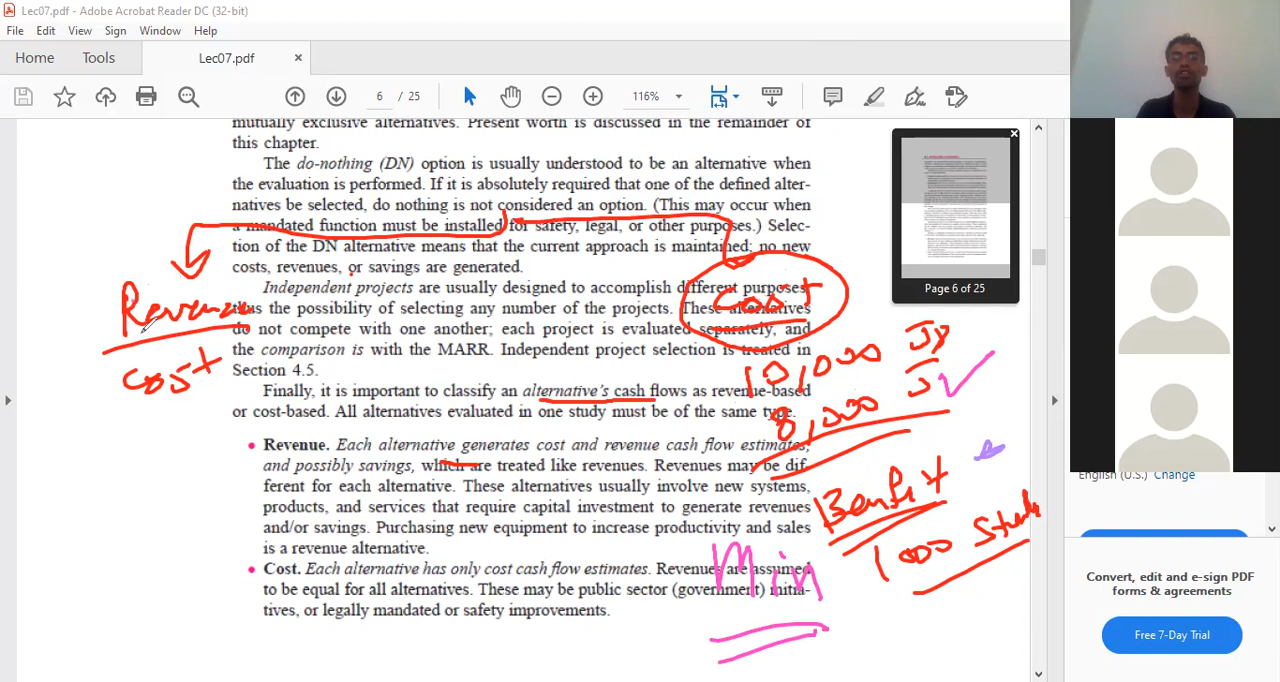 Lec07.pdf - Adobe Acrobat Reader DC (32-bit)
File Edit View Sign Window Help
Home Tools Lec07.pdf ×
6 / 25 116%
mutually exclusive alternatives. Present worth is discussed in the remainder of
this chapter.
The do-nothing (DN) option is usually understood to be an alternative when
the evaluation is performed. If it is absolutely required that one of the defined alter-
natives be selected, do nothing is not considered an option. (This may occur when
a mandated function must be installed for safety, legal, or other purposes.) Selec-
tion of the DN alternative means that the current approach is maintained; no new
costs, revenues, or savings are generated.
Independent projects are usually designed to accomplish different purposes,
thus the possibility of selecting any number of the projects. These alternatives
do not compete with one another; each project is evaluated separately, and
the comparison is with the MARR. Independent project selection is treated in
Section 4.5.
Finally, it is important to classify an alternative's cash flows as revenue-based
or cost-based. All alternatives evaluated in one study must be of the same type.
Revenue. Each alternative generates cost and revenue cash flow estimates,
and possibly savings, which are treated like revenues. Revenues may be dif-
ferent for each alternative. These alternatives usually involve new systems,
products, and services that require capital investment to generate revenues
and/or savings. Purchasing new equipment to increase productivity and sales
is a revenue alternative.
Cost. Each alternative has only cost cash flow estimates. Revenues are assumed
to be equal for all alternatives. These may be public sector (government) initia-
tives, or legally mandated or safety improvements.
Revenue
Cost
Cost
10,000
8,000
Benefit
1000
Min
Page 6 of 25
English (U.S.) Change
Convert, edit and e-sign PDF
forms & agreements
Free 7-Day Trial